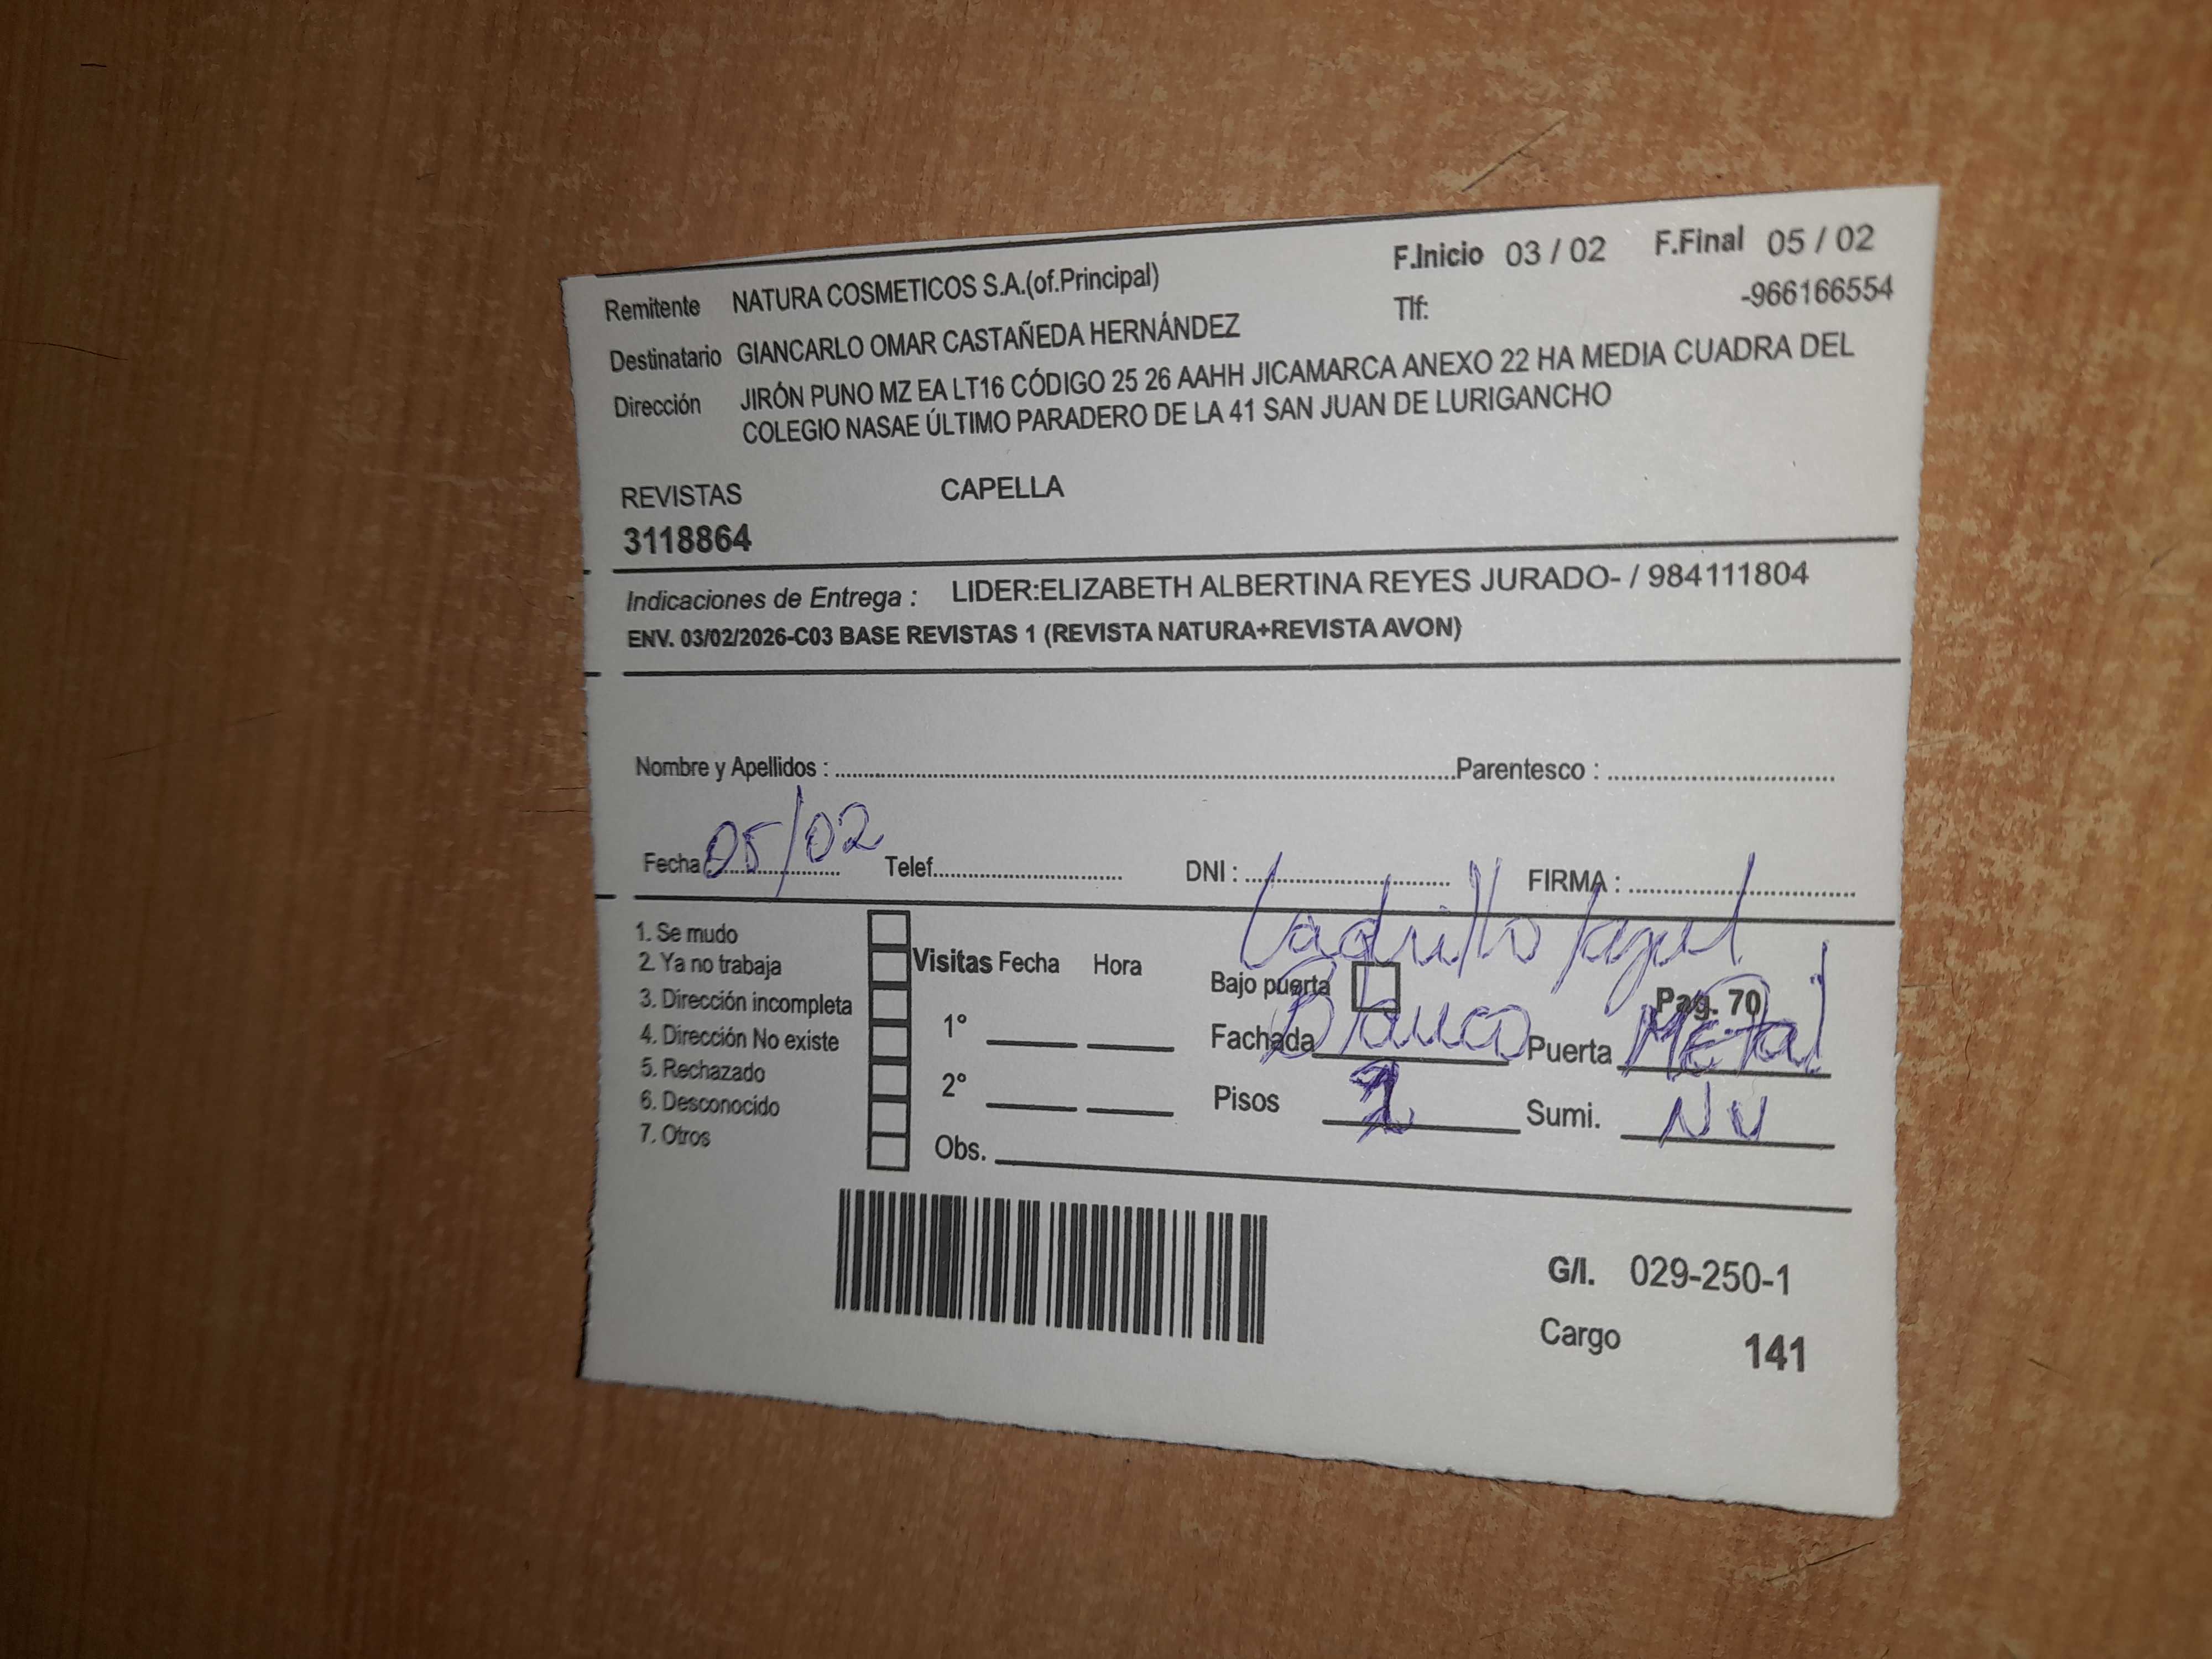 F.Inicio 03 / 02 F.Final 05 / 02
Remitente NATURA COSMETICOS S.A.(of.Principal) Tlf: -966166554
Destinatario GIANCARLO OMAR CASTAÑEDA HERNÁNDEZ
Dirección JIRÓN PUNO MZ EA LT16 CÓDIGO 25 26 AAHH JICAMARCA ANEXO 22 HA MEDIA CUADRA DEL
COLEGIO NASAE ÚLTIMO PARADERO DE LA 41 SAN JUAN DE LURIGANCHO
REVISTAS CAPELLA
3118864
Indicaciones de Entrega : LIDER:ELIZABETH ALBERTINA REYES JURADO- / 984111804
ENV. 03/02/2026-C03 BASE REVISTAS 1 (REVISTA NATURA+REVISTA AVON)
Nombre y Apellidos : Parentesco :
Fecha 05/02 Telef. DNI : FIRMA :
Ladrillo
1. Se mudo
2. Ya no trabaja
3. Dirección incompleta
4. Dirección No existe
5. Rechazado
6. Desconocido
7. Otros
Visitas Fecha Hora
1°
2°
Obs.
Bajo puerta Pag. 70
Fachada Blanco Puerta Metal
Pisos 2 Sumi. NV
G/I. 029-250-1
Cargo 141